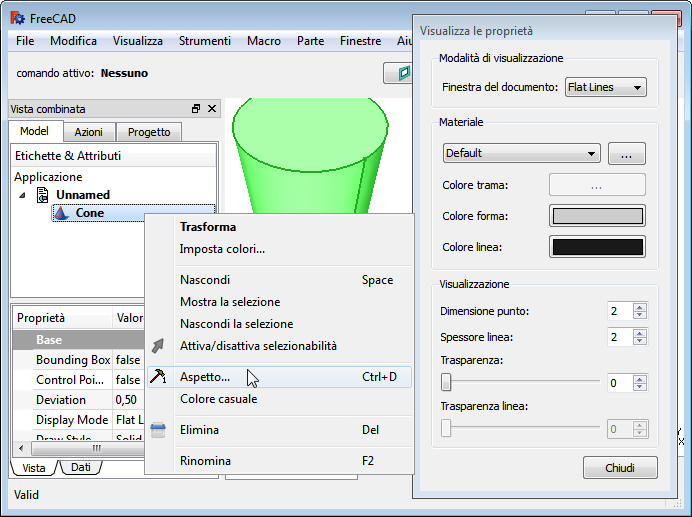 FreeCAD
File Modifica Visualizza Strumenti Macro Parte Finestre
comando attivo: Nessuno
Vista combinata
Model Azioni Progetto
Etichette & Attributi
Applicazione
Unnamed
Cone
Trasforma
Imposta colori...
Nascondi Space
Mostra la selezione
Nascondi la selezione
Attiva/disattiva selezionabilità
Aspetto... Ctrl+D
Colore casuale
Elimina Del
Rinomina F2
Proprietà Valore
Base
Bounding Box false
Control Poi... false
Deviation 0,50
Display Mode Flat L
Draw Style Solid
Vista Dati
Valid
Visualizza le proprietà
Modalità di visualizzazione
Finestra del documento: Flat Lines
Materiale
Default ...
Colore trama: ...
Colore forma:
Colore linea:
Visualizzazione
Dimensione punto: 2
Spessore linea: 2
Trasparenza:
0
Trasparenza linea:
0
Chiudi